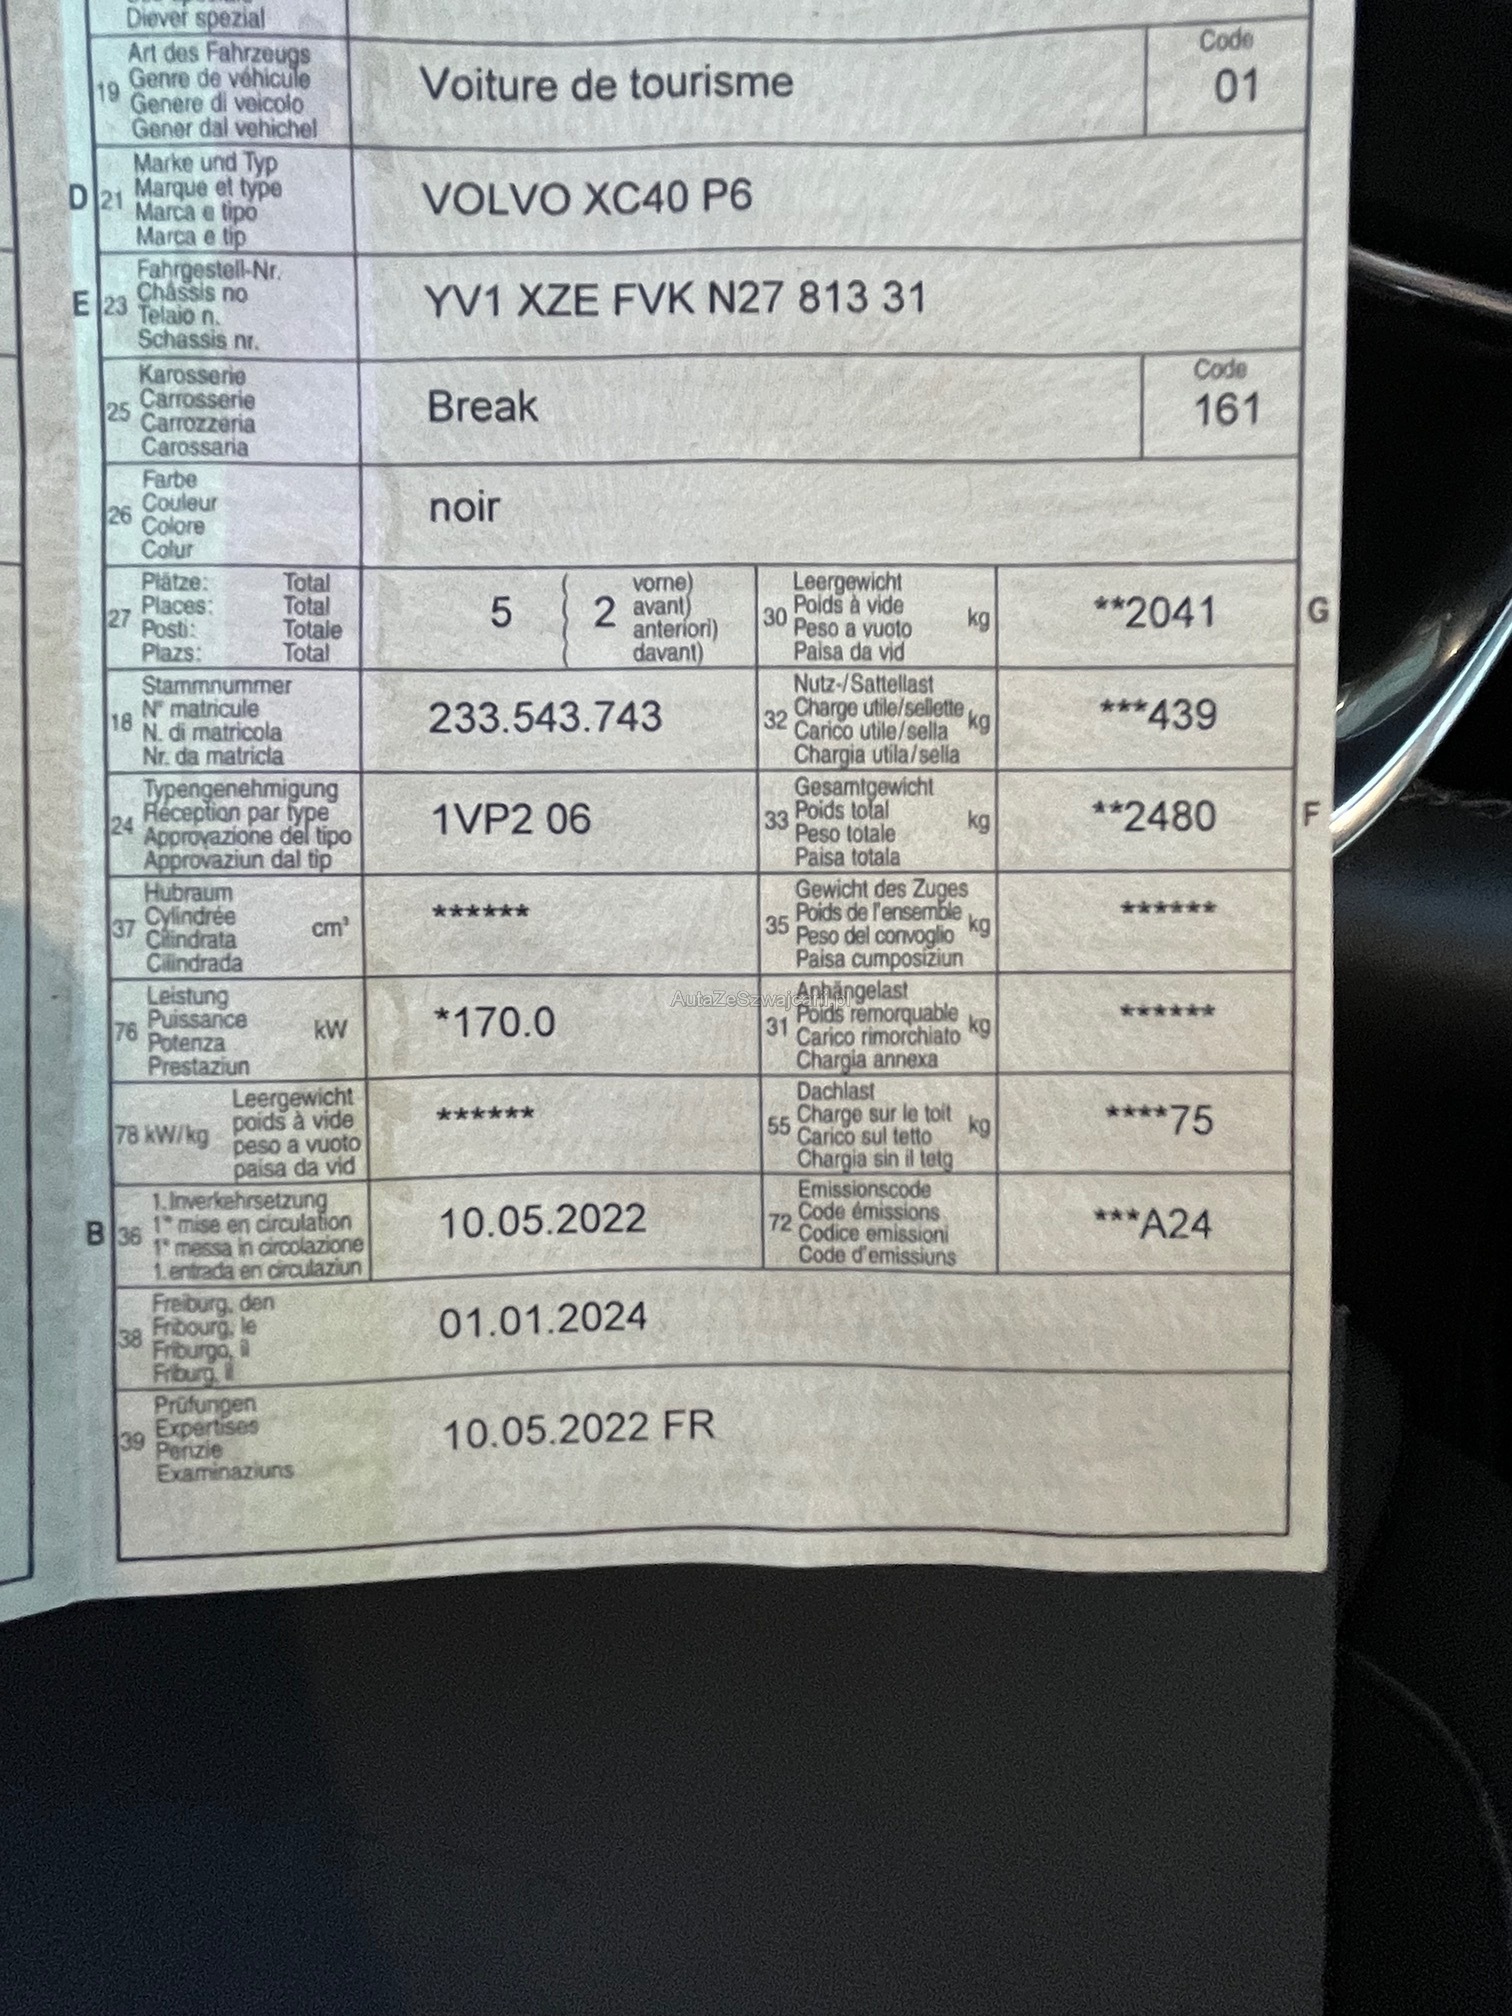 Diever spezial
19 Art des Fahrzeugs
Genre de véhicule
Genere di veicolo
Gener dal vehichel
Voiture de tourisme
Code
01
D 21 Marke und Typ
Marque et type
Marca e tipo
Marca e tip
VOLVO XC40 P6
E 23 Fahrgestell-Nr.
Châssis no
Telaio n.
Schassis nr.
YV1 XZE FVK N27 813 31
25 Karosserie
Carrosserie
Carrozzeria
Carossaria
Break
Code
161
26 Farbe
Couleur
Colore
Colur
noir
27 Plätze: Total
Places: Total
Posti: Totale
Plazs: Total
5 ( 2 vorne)
avant)
anteriori)
davant)
30 Leergewicht
Poids à vide
Peso a vuoto
Paisa da vid
kg
**2041
G
18 Stammnummer
N° matricule
N. di matricola
Nr. da matricla
233.543.743
32 Nutz-/Sattellast
Charge utile/sellette
Carico utile/sella
Chargia utila/sella
kg
***439
24 Typengenehmigung
Réception par type
Approvazione del tipo
Approvaziun dal tip
1VP2 06
33 Gesamtgewicht
Poids total
Peso totale
Paisa totala
kg
**2480
F
37 Hubraum
Cylindrée
Cilindrata
Cilindrada
cm³
******
35 Gewicht des Zuges
Poids de l'ensemble
Peso del convoglio
Paisa cumposiziun
kg
******
76 Leistung
Puissance
Potenza
Prestaziun
kW
*170.0
AutaZeSzwajcarii.pl
31 Anhängelast
Poids remorquable
Carico rimorchiato
Chargia annexa
kg
******
78 kW/kg Leergewicht
poids à vide
peso a vuoto
paisa da vid
******
55 Dachlast
Charge sur le toit
Carico sul tetto
Chargia sin il tetg
kg
****75
B 36 1.Inverkehrsetzung
1ʳᵉ mise en circulation
1ª messa in circolazione
1. entrada en circulaziun
10.05.2022
72 Emissionscode
Code émissions
Codice emissioni
Code d'emissiuns
***A24
38 Freiburg, den
Fribourg, le
Friburgo, il
Friburg, il
01.01.2024
39 Prüfungen
Expertises
Perizie
Examinaziuns
10.05.2022 FR